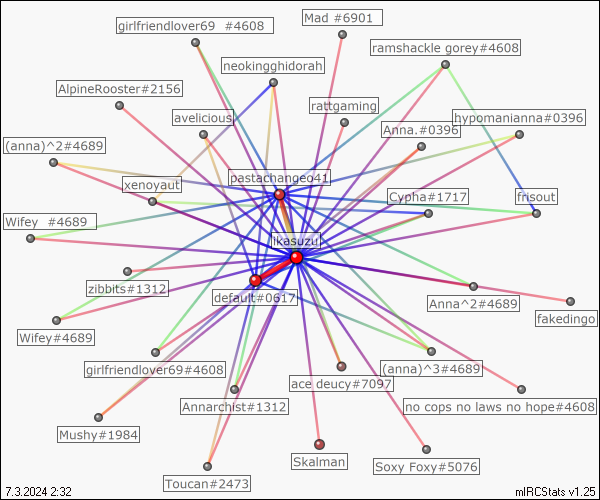 Mad #6901
girlfriendlover69 #4608
ramshackle gorey#4608
neokingghidorah
AlpineRooster#2156
rattgaming
avelicious
hypomanianna#0396
Anna.#0396
(anna)^2#4689
pastachangeo41
xenoyaut
Cypha#1717
frisout
Wifey #4689
ikasuzu
zibbits#1312
default#0617
Anna^2#4689
fakedingo
Wifey#4689
girlfriendlover69#4608
(anna)^3#4689
ace deucy#7097
Annarchist#1312
no cops no laws no hope#4608
Mushy#1984
Skalman
Soxy Foxy#5076
Toucan#2473
7.3.2024 2:32
mIRCStats v1.25